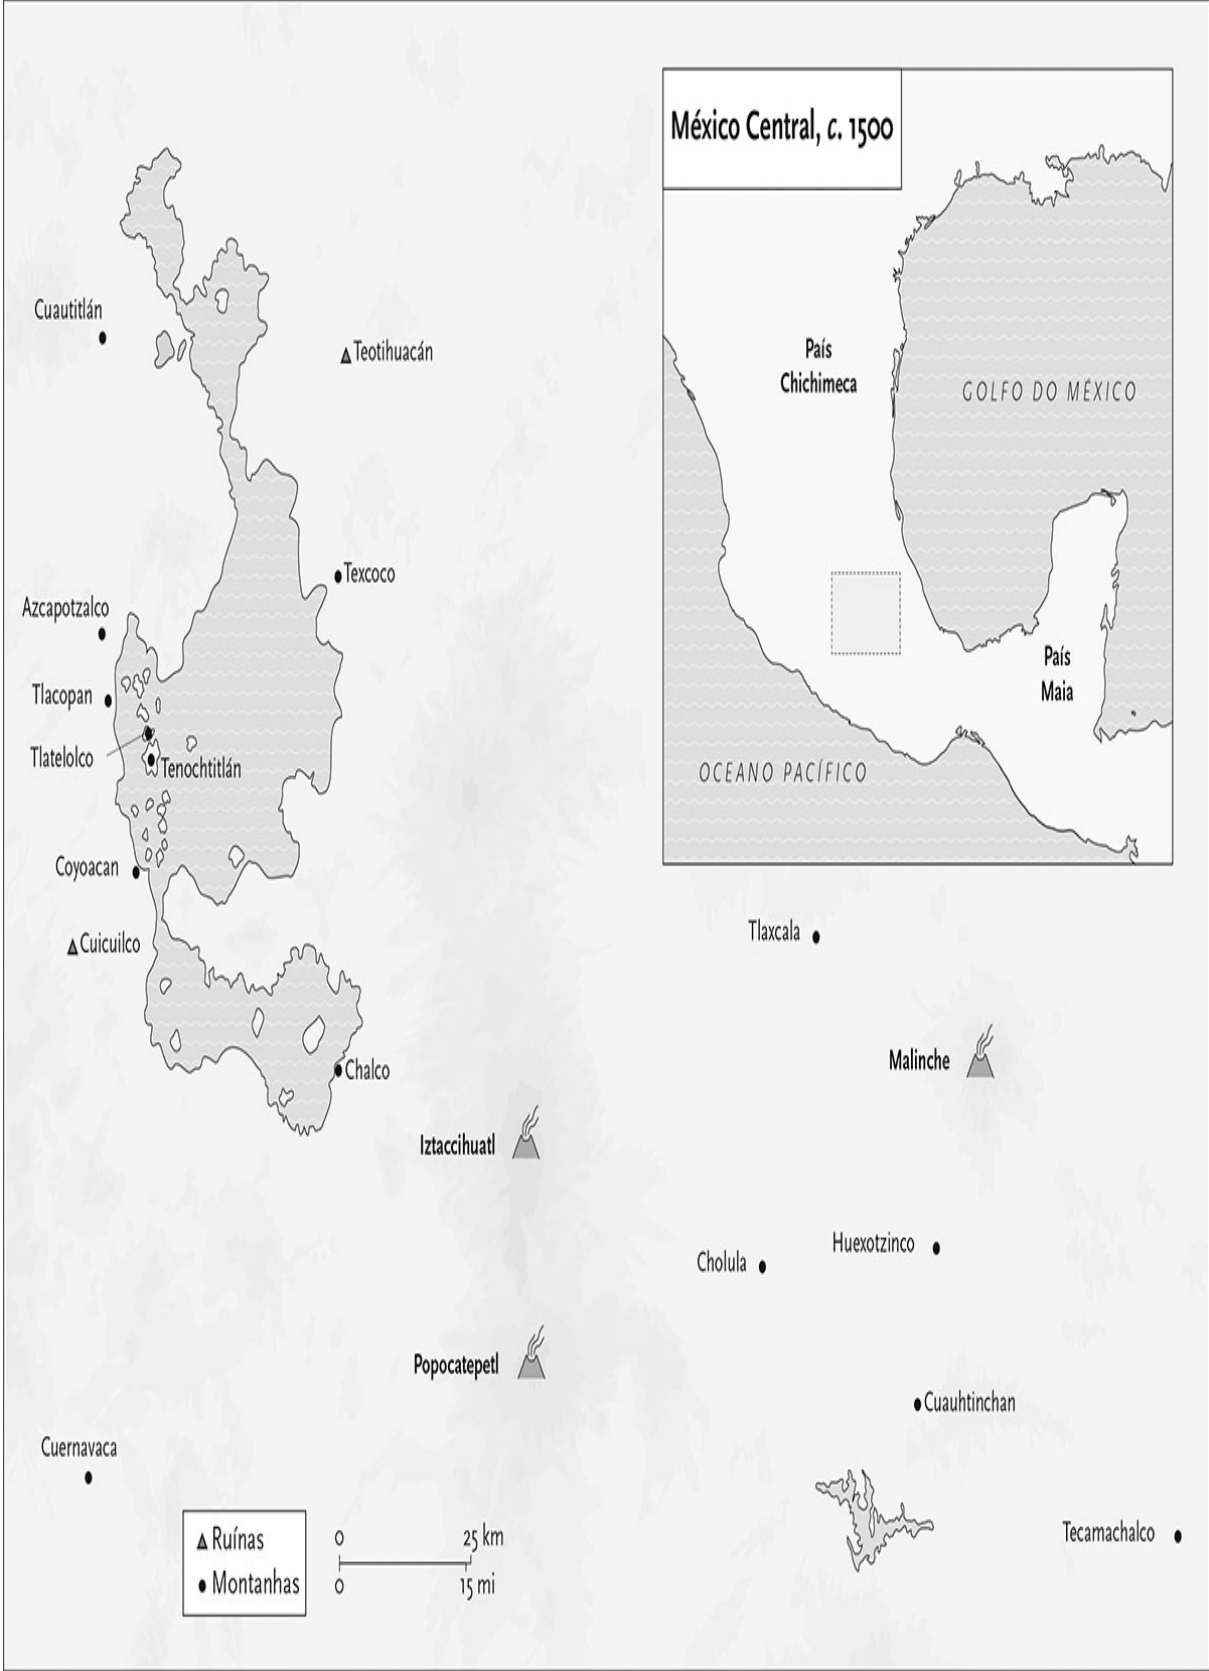 México Central, c. 1500
País
Chichimeca
GOLFO DO MÉXICO
País
Maia
OCEANO PACÍFICO
Cuautitlán
Teotihuacán
Texcoco
Azcapotzalco
Tlacopan
Tlatelolco
Tenochtitlán
Coyoacan
Cuicuilco
Chalco
Tlaxcala
Malinche
Iztaccihuatl
Huexotzinco
Cholula
Popocatepetl
Cuauhtinchan
Cuernavaca
Tecamachalco
Ruínas
Montanhas
0 25 km
0 15 mi